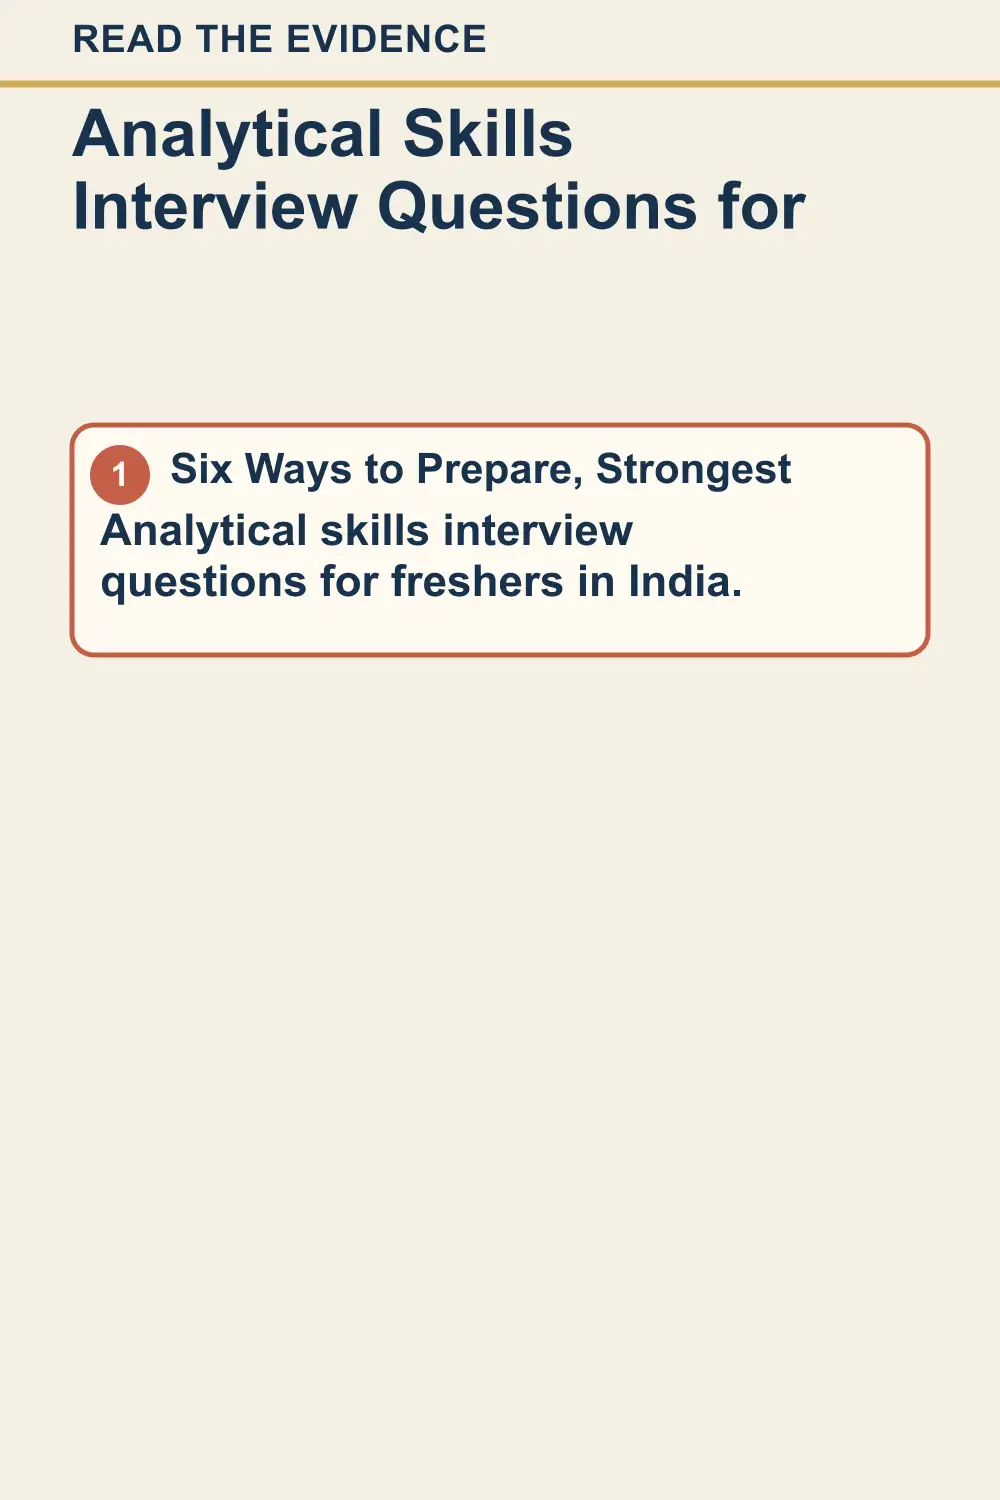 READ THE EVIDENCE
Analytical Skills
Interview Questions for
1 Six Ways to Prepare, Strongest
Analytical skills interview
questions for freshers in India.